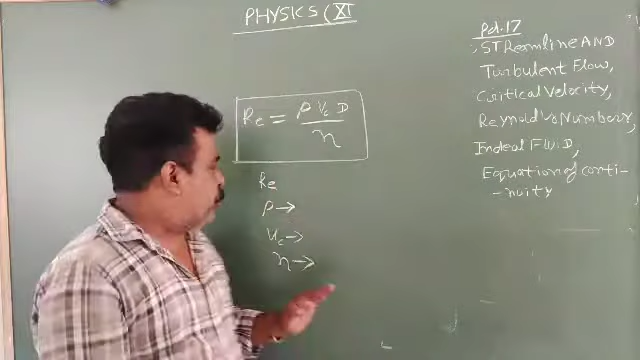 PHYSICS (XI
Re = ρ Vc D / η
Re
ρ →
Vc →
η →
Pd.17
STReamline AND
Turbulent Flow,
Critical Velocity,
Reynold's Number,
Indeal FLUID,
Equation of conti-
-nuity